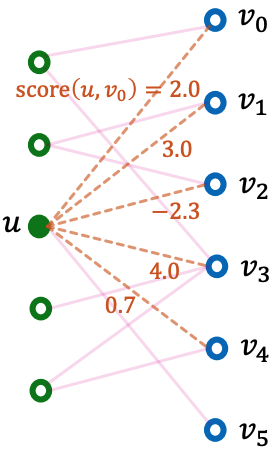 v₀
score(u, v₀) = 2.0
v₁
3.0
v₂
−2.3
u
v₃
4.0
0.7
v₄
v₅